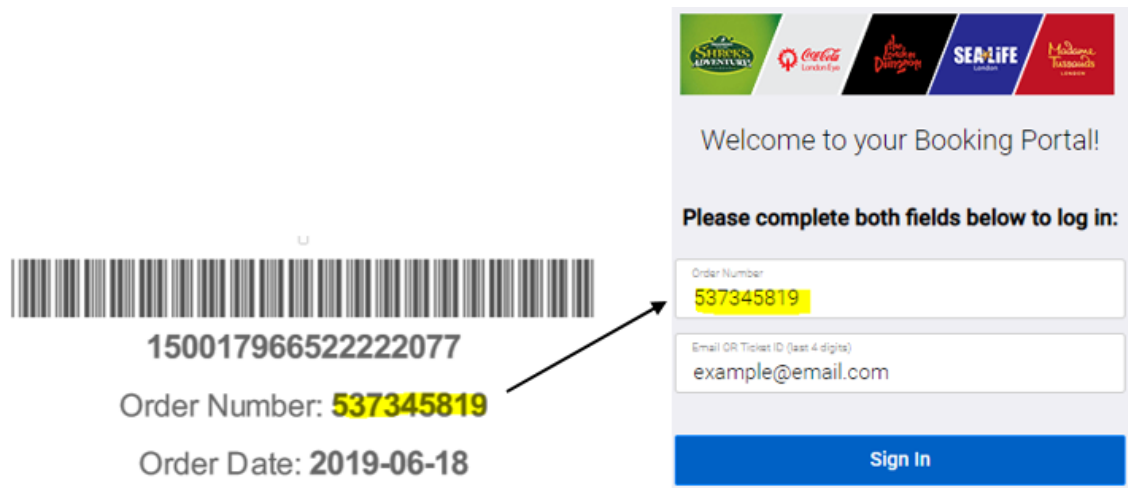 150017966522222077
Order Number: 537345819
Order Date: 2019-06-18
SHREK'S
ADVENTURE!
Coca-Cola
London Eye
the
London
Dungeon
SEA LiFE
London
Madame
Tussauds
LONDON
Welcome to your Booking Portal!
Please complete both fields below to log in:
Order Number
537345819
Email OR Ticket ID (last 4 digits)
example@email.com
Sign In